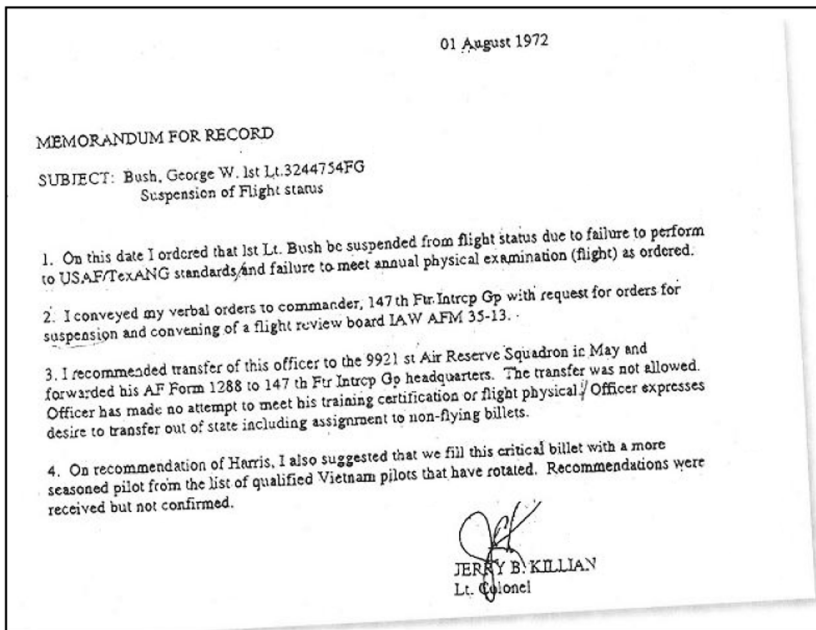 01 August 1972
MEMORANDUM FOR RECORD
SUBJECT: Bush, George W. 1st Lt.3244754FG
Suspension of Flight status
1. On this date I ordered that 1st Lt. Bush be suspended from flight status due to failure to perform
to USAF/TexANG standards and failure to meet annual physical examination (flight) as ordered.
2. I conveyed my verbal orders to commander, 147 th Ftr.Intrcp Gp with request for orders for
suspension and convening of a flight review board IAW AFM 35-13.
3. I recommended transfer of this officer to the 9921 st Air Reserve Squadron in May and
forwarded his AF Form 1288 to 147 th Ftr Intrcp Gp headquarters. The transfer was not allowed.
Officer has made no attempt to meet his training certification or flight physical. Officer expresses
desire to transfer out of state including assignment to non-flying billets.
4. On recommendation of Harris, I also suggested that we fill this critical billet with a more
seasoned pilot from the list of qualified Vietnam pilots that have rotated. Recommendations were
received but not confirmed.
JERRY B. KILLIAN
Lt. Colonel